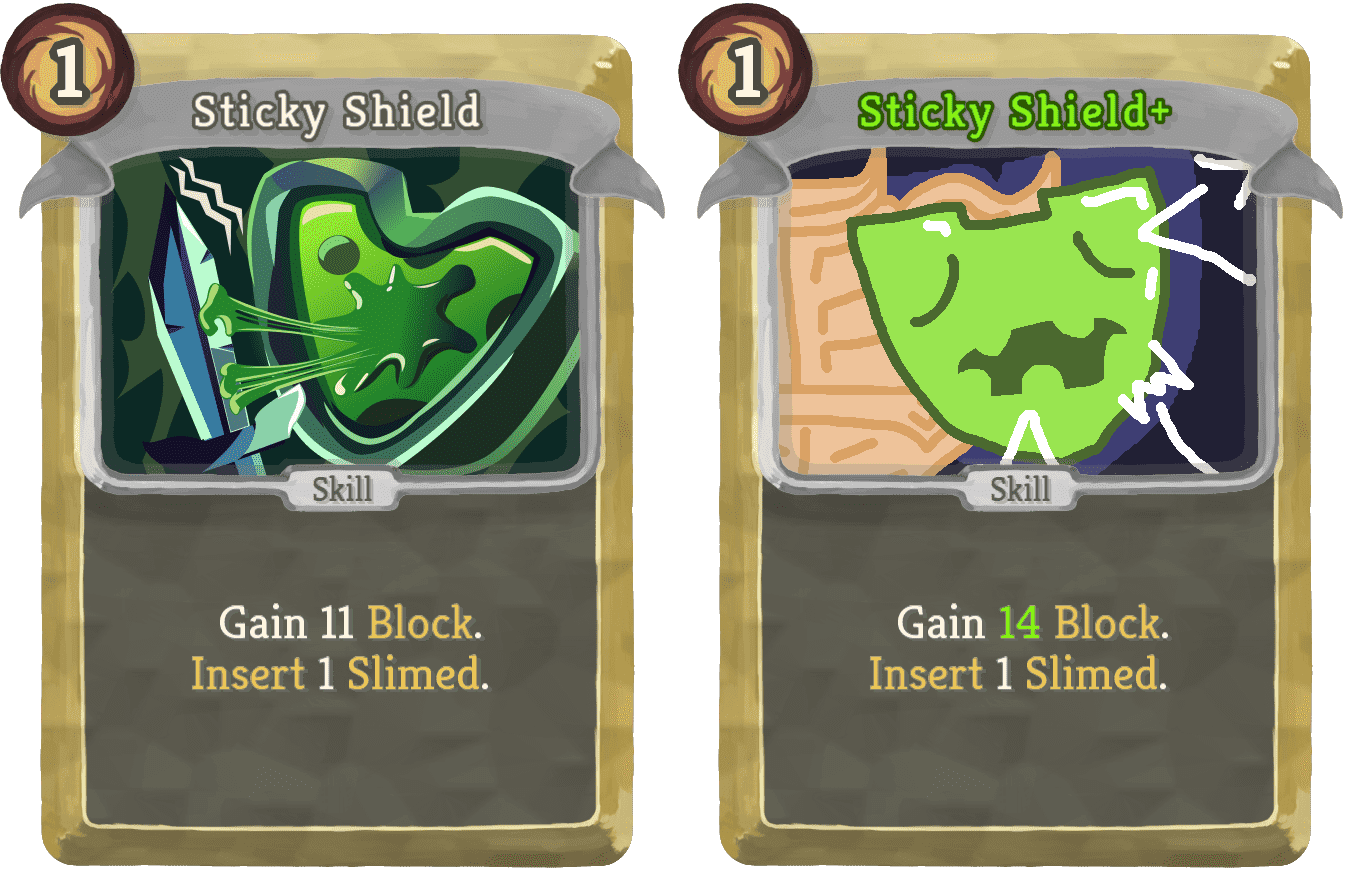 1
Sticky Shield
Skill
Gain 11 Block.
Insert 1 Slimed.
1
Sticky Shield+
Skill
Gain 14 Block.
Insert 1 Slimed.